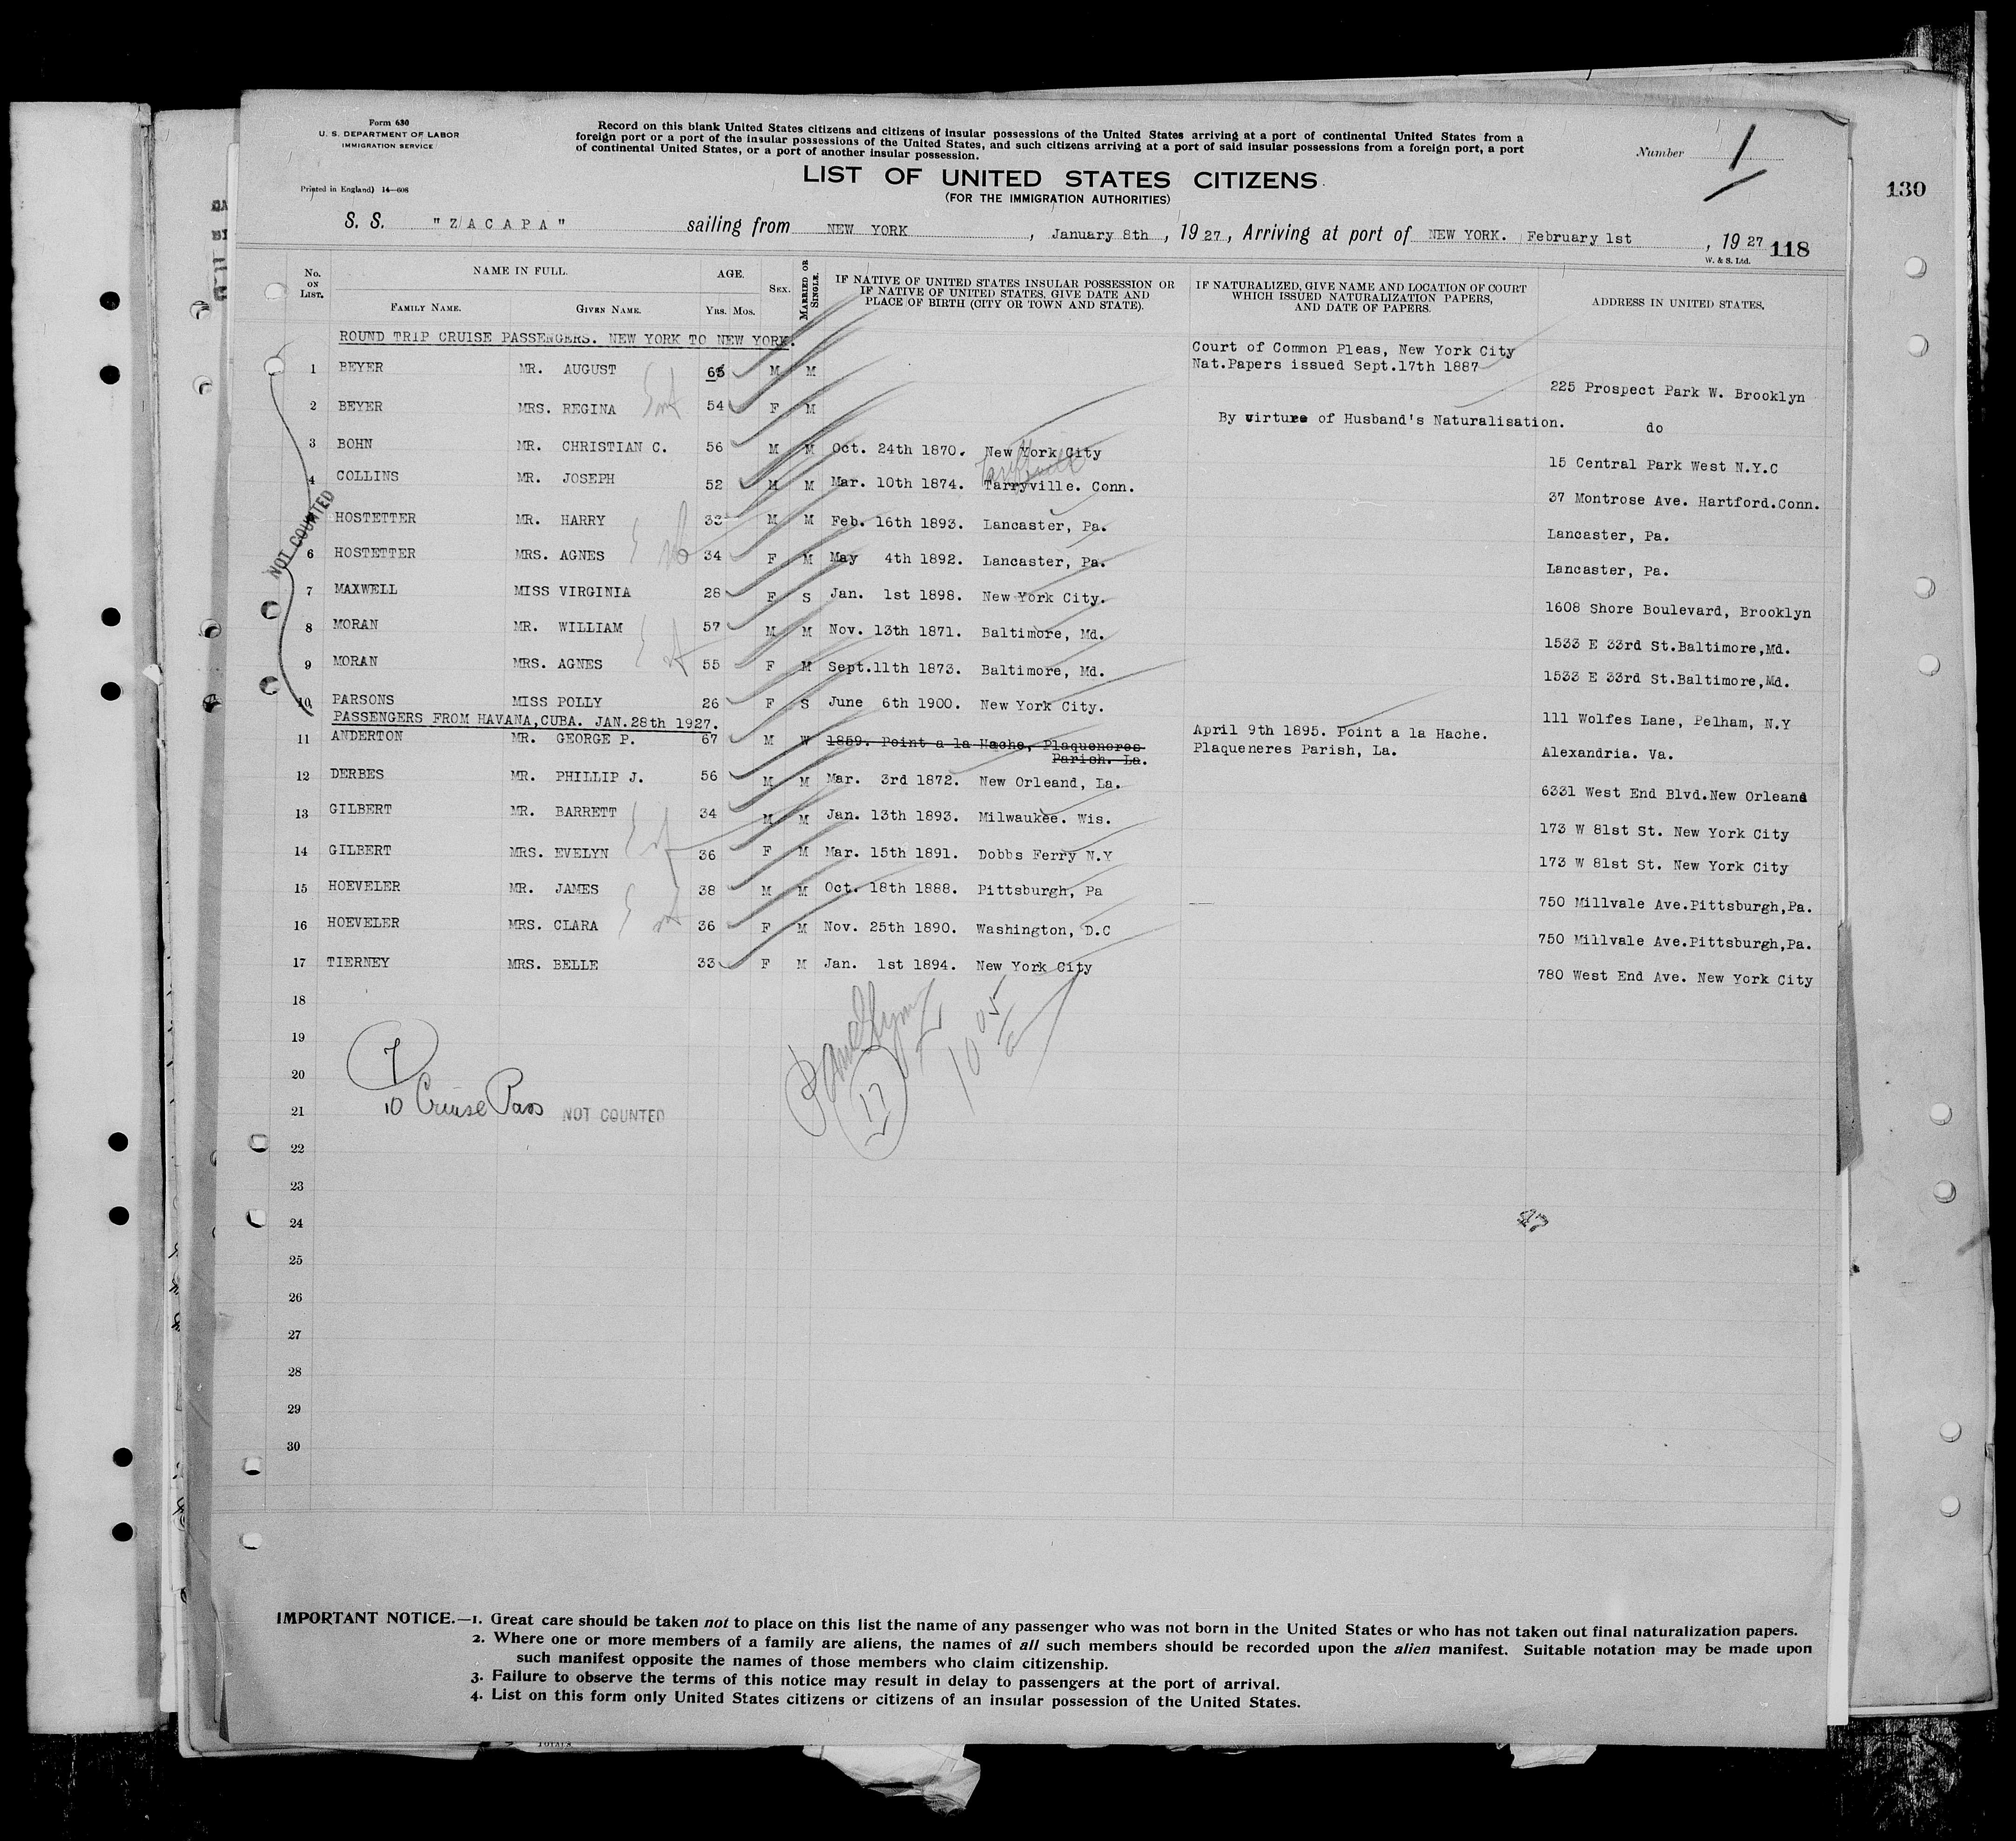 Form 630
U. S. DEPARTMENT OF LABOR
IMMIGRATION SERVICE
Printed in England) 14—608
Record on this blank United States citizens and citizens of insular possessions of the United States arriving at a port of continental United States from a
foreign port or a port of the insular possessions of the United States, and such citizens arriving at a port of said insular possessions from a foreign port, a port
of continental United States, or a port of another insular possession.
Number 1
130
LIST OF UNITED STATES CITIZENS
(FOR THE IMMIGRATION AUTHORITIES)
S. S. "ZACAPA" sailing from NEW YORK, January 8th, 1927, Arriving at port of NEW YORK. February 1st, 1927
W. & S. Ltd. 118
No. ON LIST. NAME IN FULL. AGE. SEX. MARRIED OR SINGLE. IF NATIVE OF UNITED STATES INSULAR POSSESSION OR IF NATIVE OF UNITED STATES, GIVE DATE AND PLACE OF BIRTH (CITY OR TOWN AND STATE). IF NATURALIZED, GIVE NAME AND LOCATION OF COURT WHICH ISSUED NATURALIZATION PAPERS, AND DATE OF PAPERS. ADDRESS IN UNITED STATES.
FAMILY NAME. GIVEN NAME. YRS. MOS.
ROUND TRIP CRUISE PASSENGERS. NEW YORK TO NEW YORK.
1 BEYER MR. AUGUST M M Court of Common Pleas, New York City Nat.Papers issued Sept.17th 1887 225 Prospect Park W. Brooklyn
2 BEYER MRS. REGINA 54 F M By virture of Husband's Naturalisation. do
3 BOHN MR. CHRISTIAN C. 56 M M Oct. 24th 1870. New York City 15 Central Park West N.Y.C
4 COLLINS MR. JOSEPH 52 M M Mar. 10th 1874. Tarryville. Conn. 37 Montrose Ave. Hartford.Conn.
HOSTETTER MR. HARRY 33 M M Feb. 16th 1893. Lancaster, Pa. Lancaster, Pa.
6 HOSTETTER MRS. AGNES 34 F M May 4th 1892. Lancaster, Pa. Lancaster, Pa.
7 MAXWELL MISS VIRGINIA 28 F S Jan. 1st 1898. New York City. 1608 Shore Boulevard, Brooklyn
8 MORAN MR. WILLIAM 57 M M Nov. 13th 1871. Baltimore, Md. 1533 E 33rd St.Baltimore,Md.
9 MORAN MRS. AGNES 55 F M Sept.11th 1873. Baltimore, Md. 1533 E 33rd St.Baltimore,Md.
10 PARSONS MISS POLLY 26 F S June 6th 1900. New York City. 111 Wolfes Lane, Pelham, N.Y
NOT COUNTED
PASSENGERS FROM HAVANA,CUBA. JAN.28th 1927.
11 ANDERTON MR. GEORGE P. 67 M W 1859. Point a la Hache, Plaqueneres Parish. La. April 9th 1895. Point a la Hache. Plaqueneres Parish, La. Alexandria. Va.
12 DERBES MR. PHILLIP J. 56 M M Mar. 3rd 1872. New Orleand, La. 6331 West End Blvd.New Orleans
13 GILBERT MR. BARRETT 34 M M Jan. 13th 1893. Milwaukee. Wis. 173 W 81st St. New York City
14 GILBERT MRS. EVELYN 36 F M Mar. 15th 1891. Dobbs Ferry N.Y 173 W 81st St. New York City
15 HOEVELER MR. JAMES 38 M M Oct. 18th 1888. Pittsburgh, Pa 750 Millvale Ave.Pittsburgh,Pa.
16 HOEVELER MRS. CLARA 36 F M Nov. 25th 1890. Washington, D.C 750 Millvale Ave.Pittsburgh,Pa.
17 TIERNEY MRS. BELLE 33 F M Jan. 1st 1894. New York City 780 West End Ave. New York City
18
19
20
21
7
10 Cruise Pass NOT COUNTED
17
22
23
24
25
26
27
28
29
30
IMPORTANT NOTICE.—1. Great care should be taken not to place on this list the name of any passenger who was not born in the United States or who has not taken out final naturalization papers.
2. Where one or more members of a family are aliens, the names of all such members should be recorded upon the alien manifest. Suitable notation may be made upon
such manifest opposite the names of those members who claim citizenship.
3. Failure to observe the terms of this notice may result in delay to passengers at the port of arrival.
4. List on this form only United States citizens or citizens of an insular possession of the United States.
TOTALS